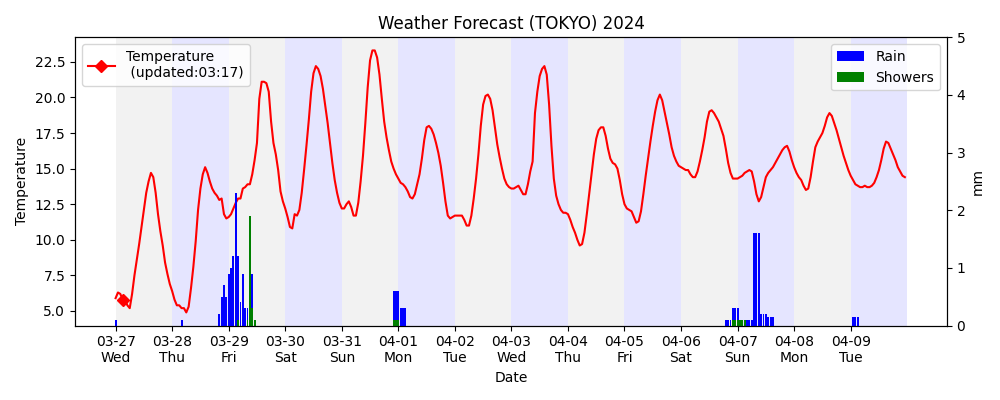 Weather Forecast (TOKYO) 2024
Temperature
(updated:03:17)
Rain
Showers
Temperature
22.5
20.0
17.5
15.0
12.5
10.0
7.5
5.0
5
4
3
2
1
0
mm
03-27 03-28 03-29 03-30 03-31 04-01 04-02 04-03 04-04 04-05 04-06 04-07 04-08 04-09
Wed Thu Fri Sat Sun Mon Tue Wed Thu Fri Sat Sun Mon Tue
Date